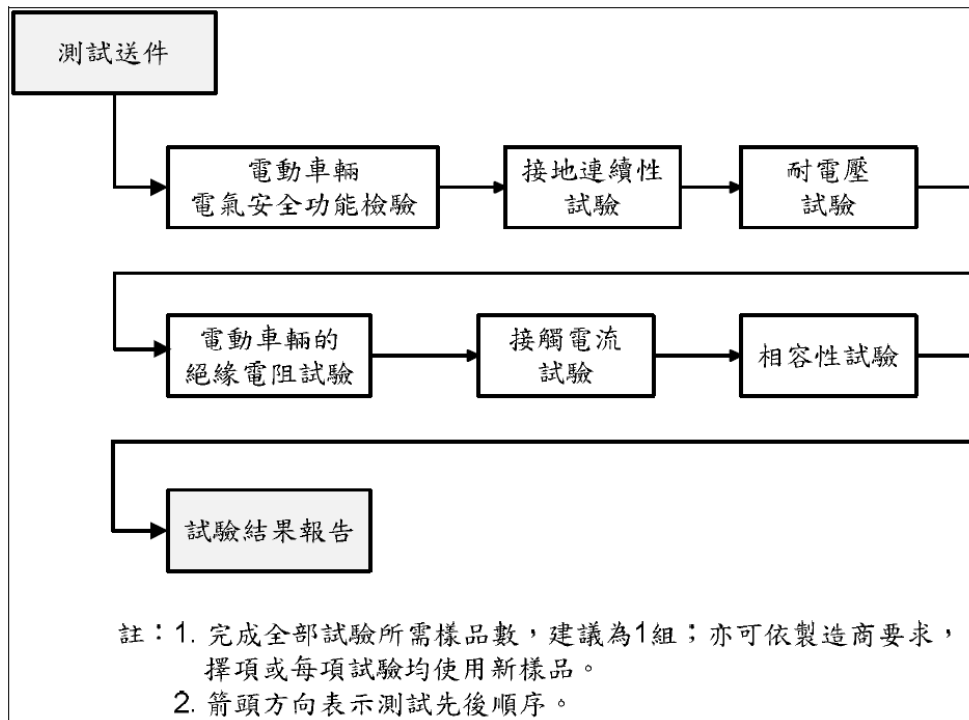 測試送件
電動車輛
電氣安全功能檢驗
接地連續性
試驗
耐電壓
試驗
電動車輛的
絕緣電阻試驗
接觸電流
試驗
相容性試驗
試驗結果報告
註：1. 完成全部試驗所需樣品數，建議為1組；亦可依製造商要求，
擇項或每項試驗均使用新樣品。
2. 箭頭方向表示測試先後順序。